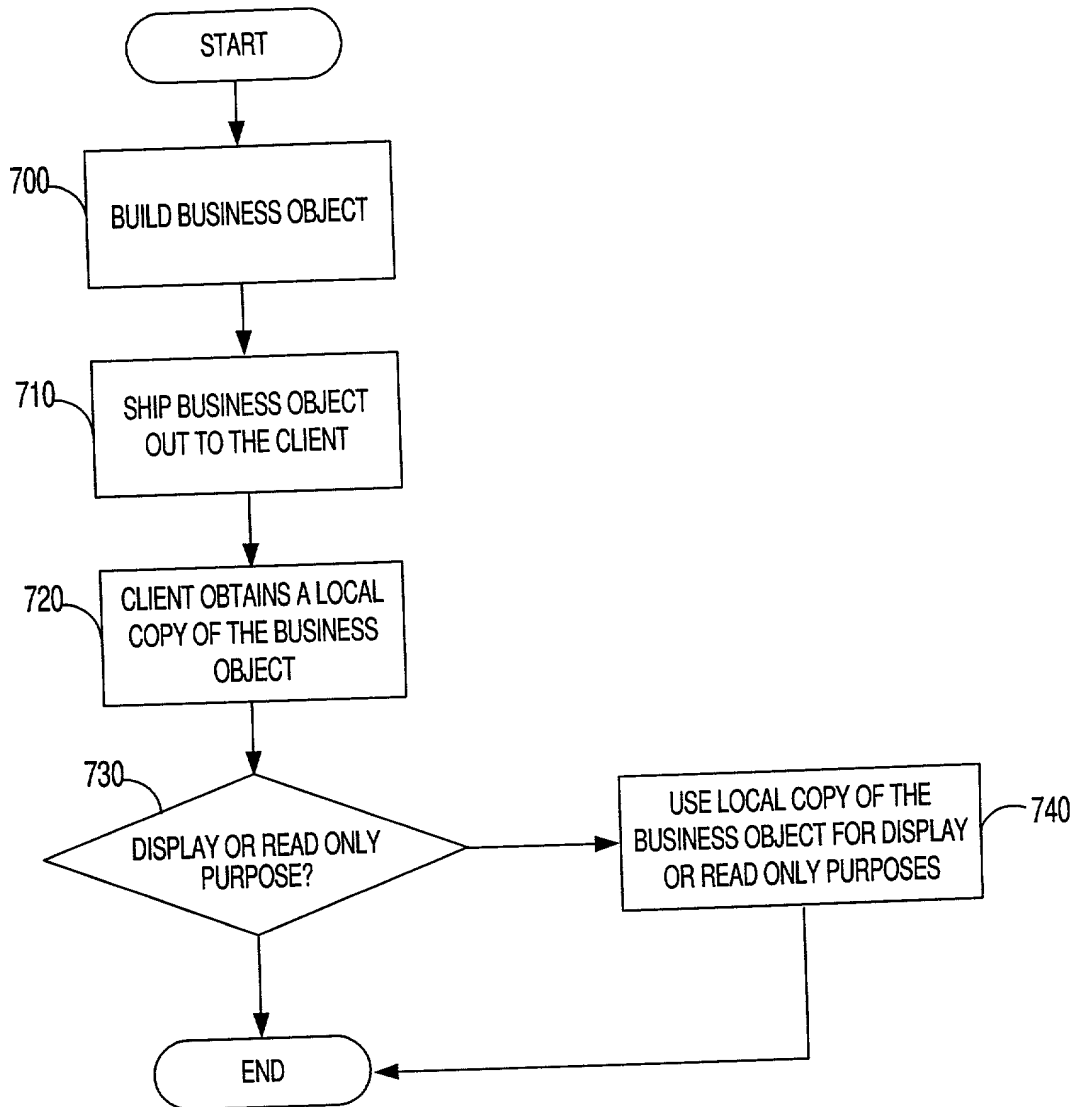 START
700
BUILD BUSINESS OBJECT
710
SHIP BUSINESS OBJECT
OUT TO THE CLIENT
720
CLIENT OBTAINS A LOCAL
COPY OF THE BUSINESS
OBJECT
730
DISPLAY OR READ ONLY
PURPOSE?
USE LOCAL COPY OF THE
BUSINESS OBJECT FOR DISPLAY
OR READ ONLY PURPOSES
740
END